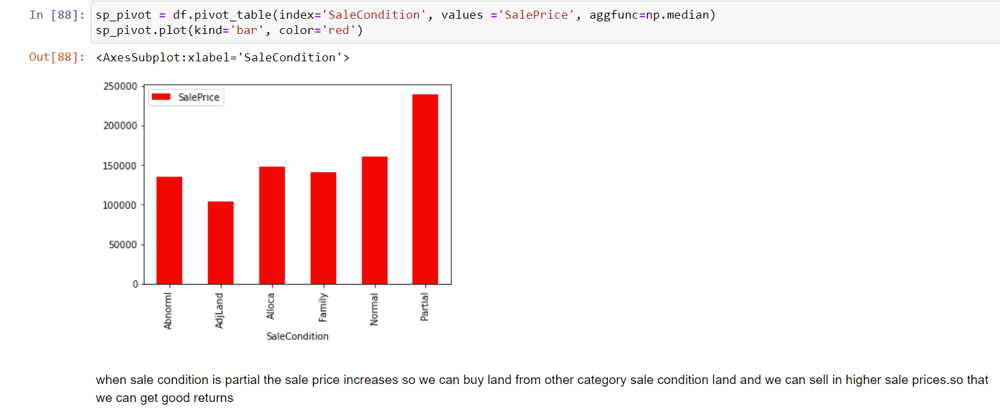 In [88]: sp_pivot = df.pivot_table(index='SaleCondition', values ='SalePrice', aggfunc=np.median)
sp_pivot.plot(kind='bar', color='red')
Out[88]: <AxesSubplot:xlabel='SaleCondition'>
250000
SalePrice
200000
150000
100000
50000
0
Abnorml
AdjLand
Alloca
Family
Normal
Partial
SaleCondition
when sale condition is partial the sale price increases so we can buy land from other category sale condition land and we can sell in higher sale prices.so that
we can get good returns